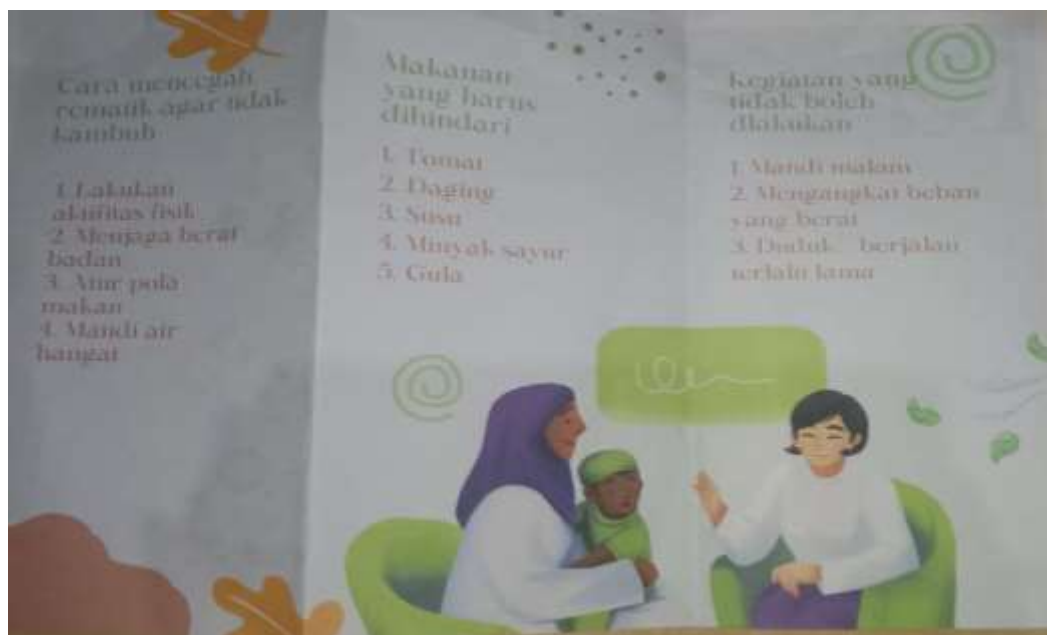 Cara mencegah
rematik agar tidak
kambuh
1. Lakukan
aktifitas fisik
2. Menjaga berat
badan
3. Atur pola
makan
4. Mandi air
hangat
Makanan
yang harus
dihindari
1. Tomat
2. Daging
3. Susu
4. Minyak sayur
5. Gula
Kegiatan yang
tidak boleh
dlakukan
1. Mandi malam
2. Mengangkat beban
yang berat
3. Duduk berjalan
terlalu lama